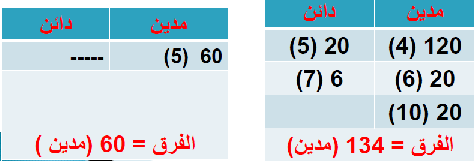 مدين دائن
120 (4) 20 (5)
20 (6) 6 (7)
20 (10)
الفرق = 134 (مدين)
مدين دائن
60 (5) -----
الفرق = 60 (مدين )